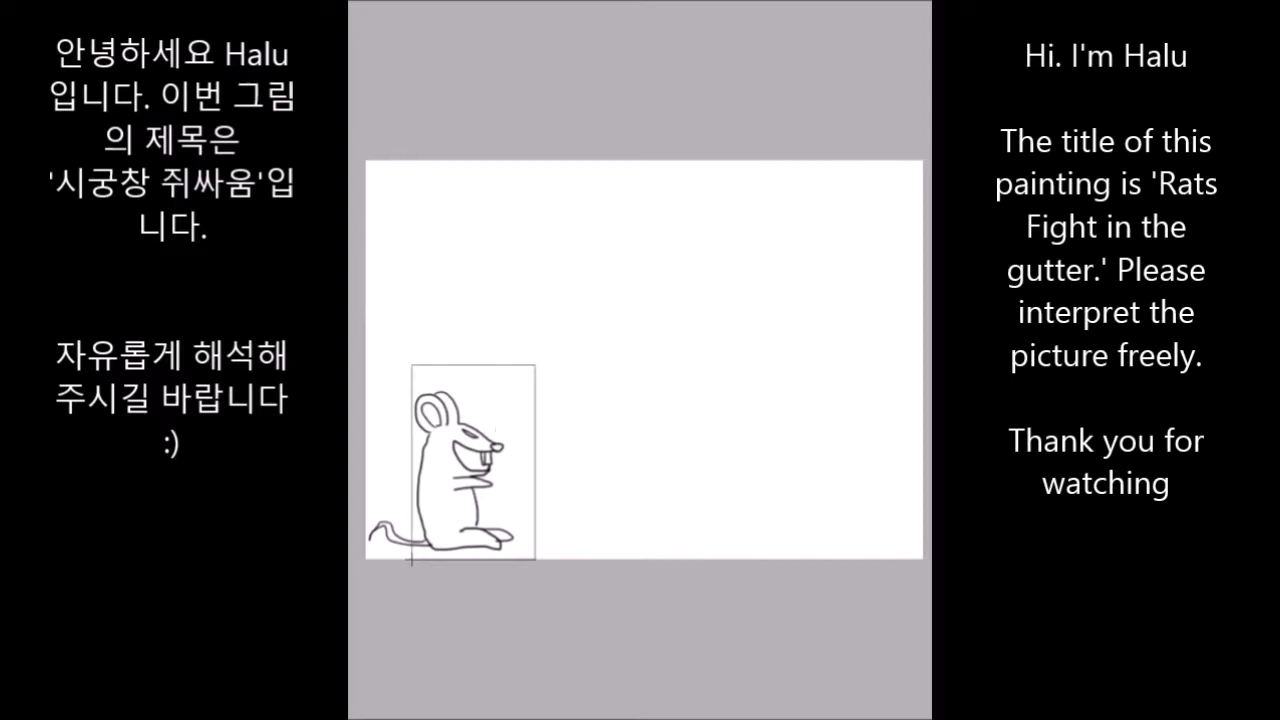 안녕하세요 Halu
입니다. 이번 그림
의 제목은
'시궁창 쥐싸움'입
니다.
자유롭게 해석해
주시길 바랍니다
:)
Hi. I'm Halu
The title of this
painting is 'Rats
Fight in the
gutter.' Please
interpret the
picture freely.
Thank you for
watching